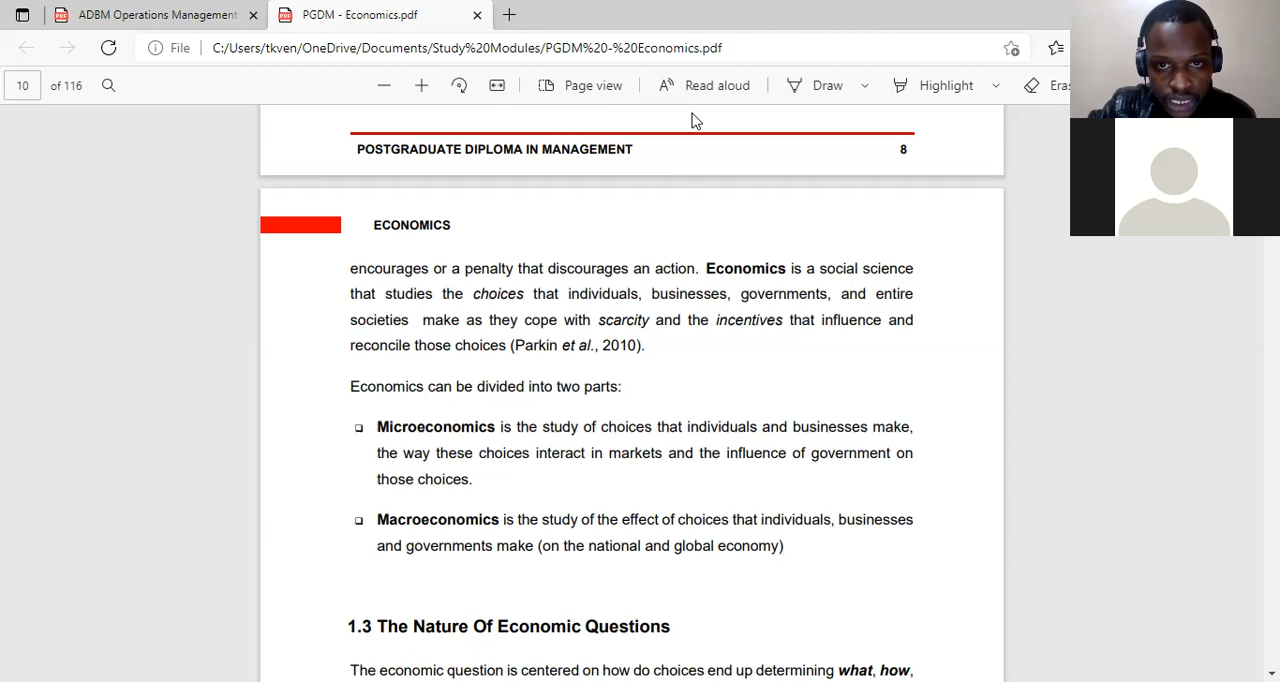 ADBM Operations Management
PGDM - Economics.pdf
File C:/Users/tkven/OneDrive/Documents/Study%20Modules/PGDM%20-%20Economics.pdf
10 of 116 Page view Read aloud Draw Highlight
POSTGRADUATE DIPLOMA IN MANAGEMENT 8
ECONOMICS
encourages or a penalty that discourages an action. Economics is a social science
that studies the choices that individuals, businesses, governments, and entire
societies make as they cope with scarcity and the incentives that influence and
reconcile those choices (Parkin et al., 2010).
Economics can be divided into two parts:
Microeconomics is the study of choices that individuals and businesses make,
the way these choices interact in markets and the influence of government on
those choices.
Macroeconomics is the study of the effect of choices that individuals, businesses
and governments make (on the national and global economy)
1.3 The Nature Of Economic Questions
The economic question is centered on how do choices end up determining what, how,